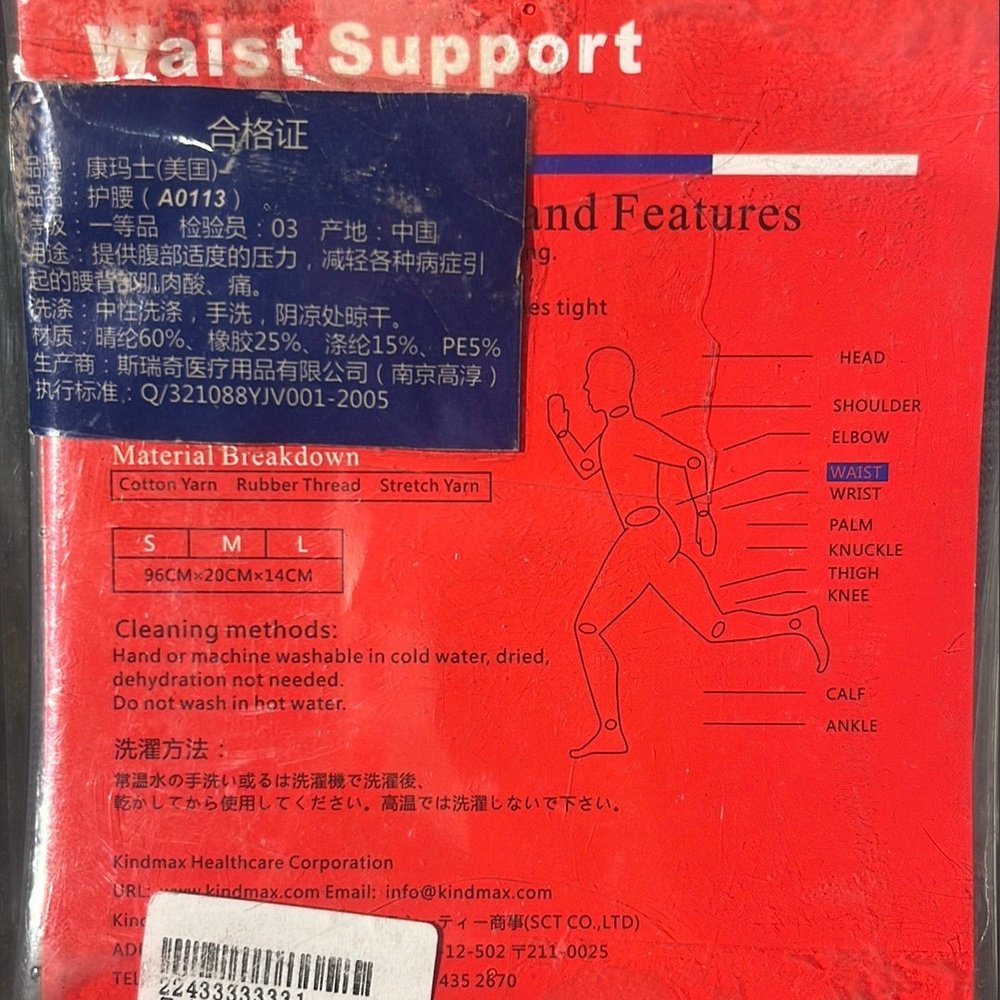 Waist Support
合格证
品牌：康玛士(美国)
品名：护腰（A0113）
等级：一等品 检验员：03 产地：中国
用途：提供腹部适度的压力，减轻各种病症引
起的腰背部肌肉酸、痛。
洗涤：中性洗涤，手洗，阴凉处晾干。
材质：晴纶60%、橡胶25%、涤纶15%、PE5%
生产商：斯瑞奇医疗用品有限公司（南京高淳）
执行标准：Q/321088YJV001-2005
and Features
ng.
es tight
HEAD
SHOULDER
ELBOW
WAIST
WRIST
PALM
KNUCKLE
THIGH
KNEE
CALF
ANKLE
Material Breakdown
Cotton Yarn Rubber Thread Stretch Yarn
S M L
96CM×20CM×14CM
Cleaning methods:
Hand or machine washable in cold water, dried,
dehydration not needed.
Do not wash in hot water.
洗濯方法：
常温水の手洗い或るは洗濯機で洗濯後、
乾かしてから使用してください。高温では洗濯しないで下さい。
Kindmax Healthcare Corporation
URL: www.kindmax.com Email: info@kindmax.com
Kind ティー商事(SCT CO.,LTD)
ADD 12-502 〒211-0025
TEL 435 2670
22433333331